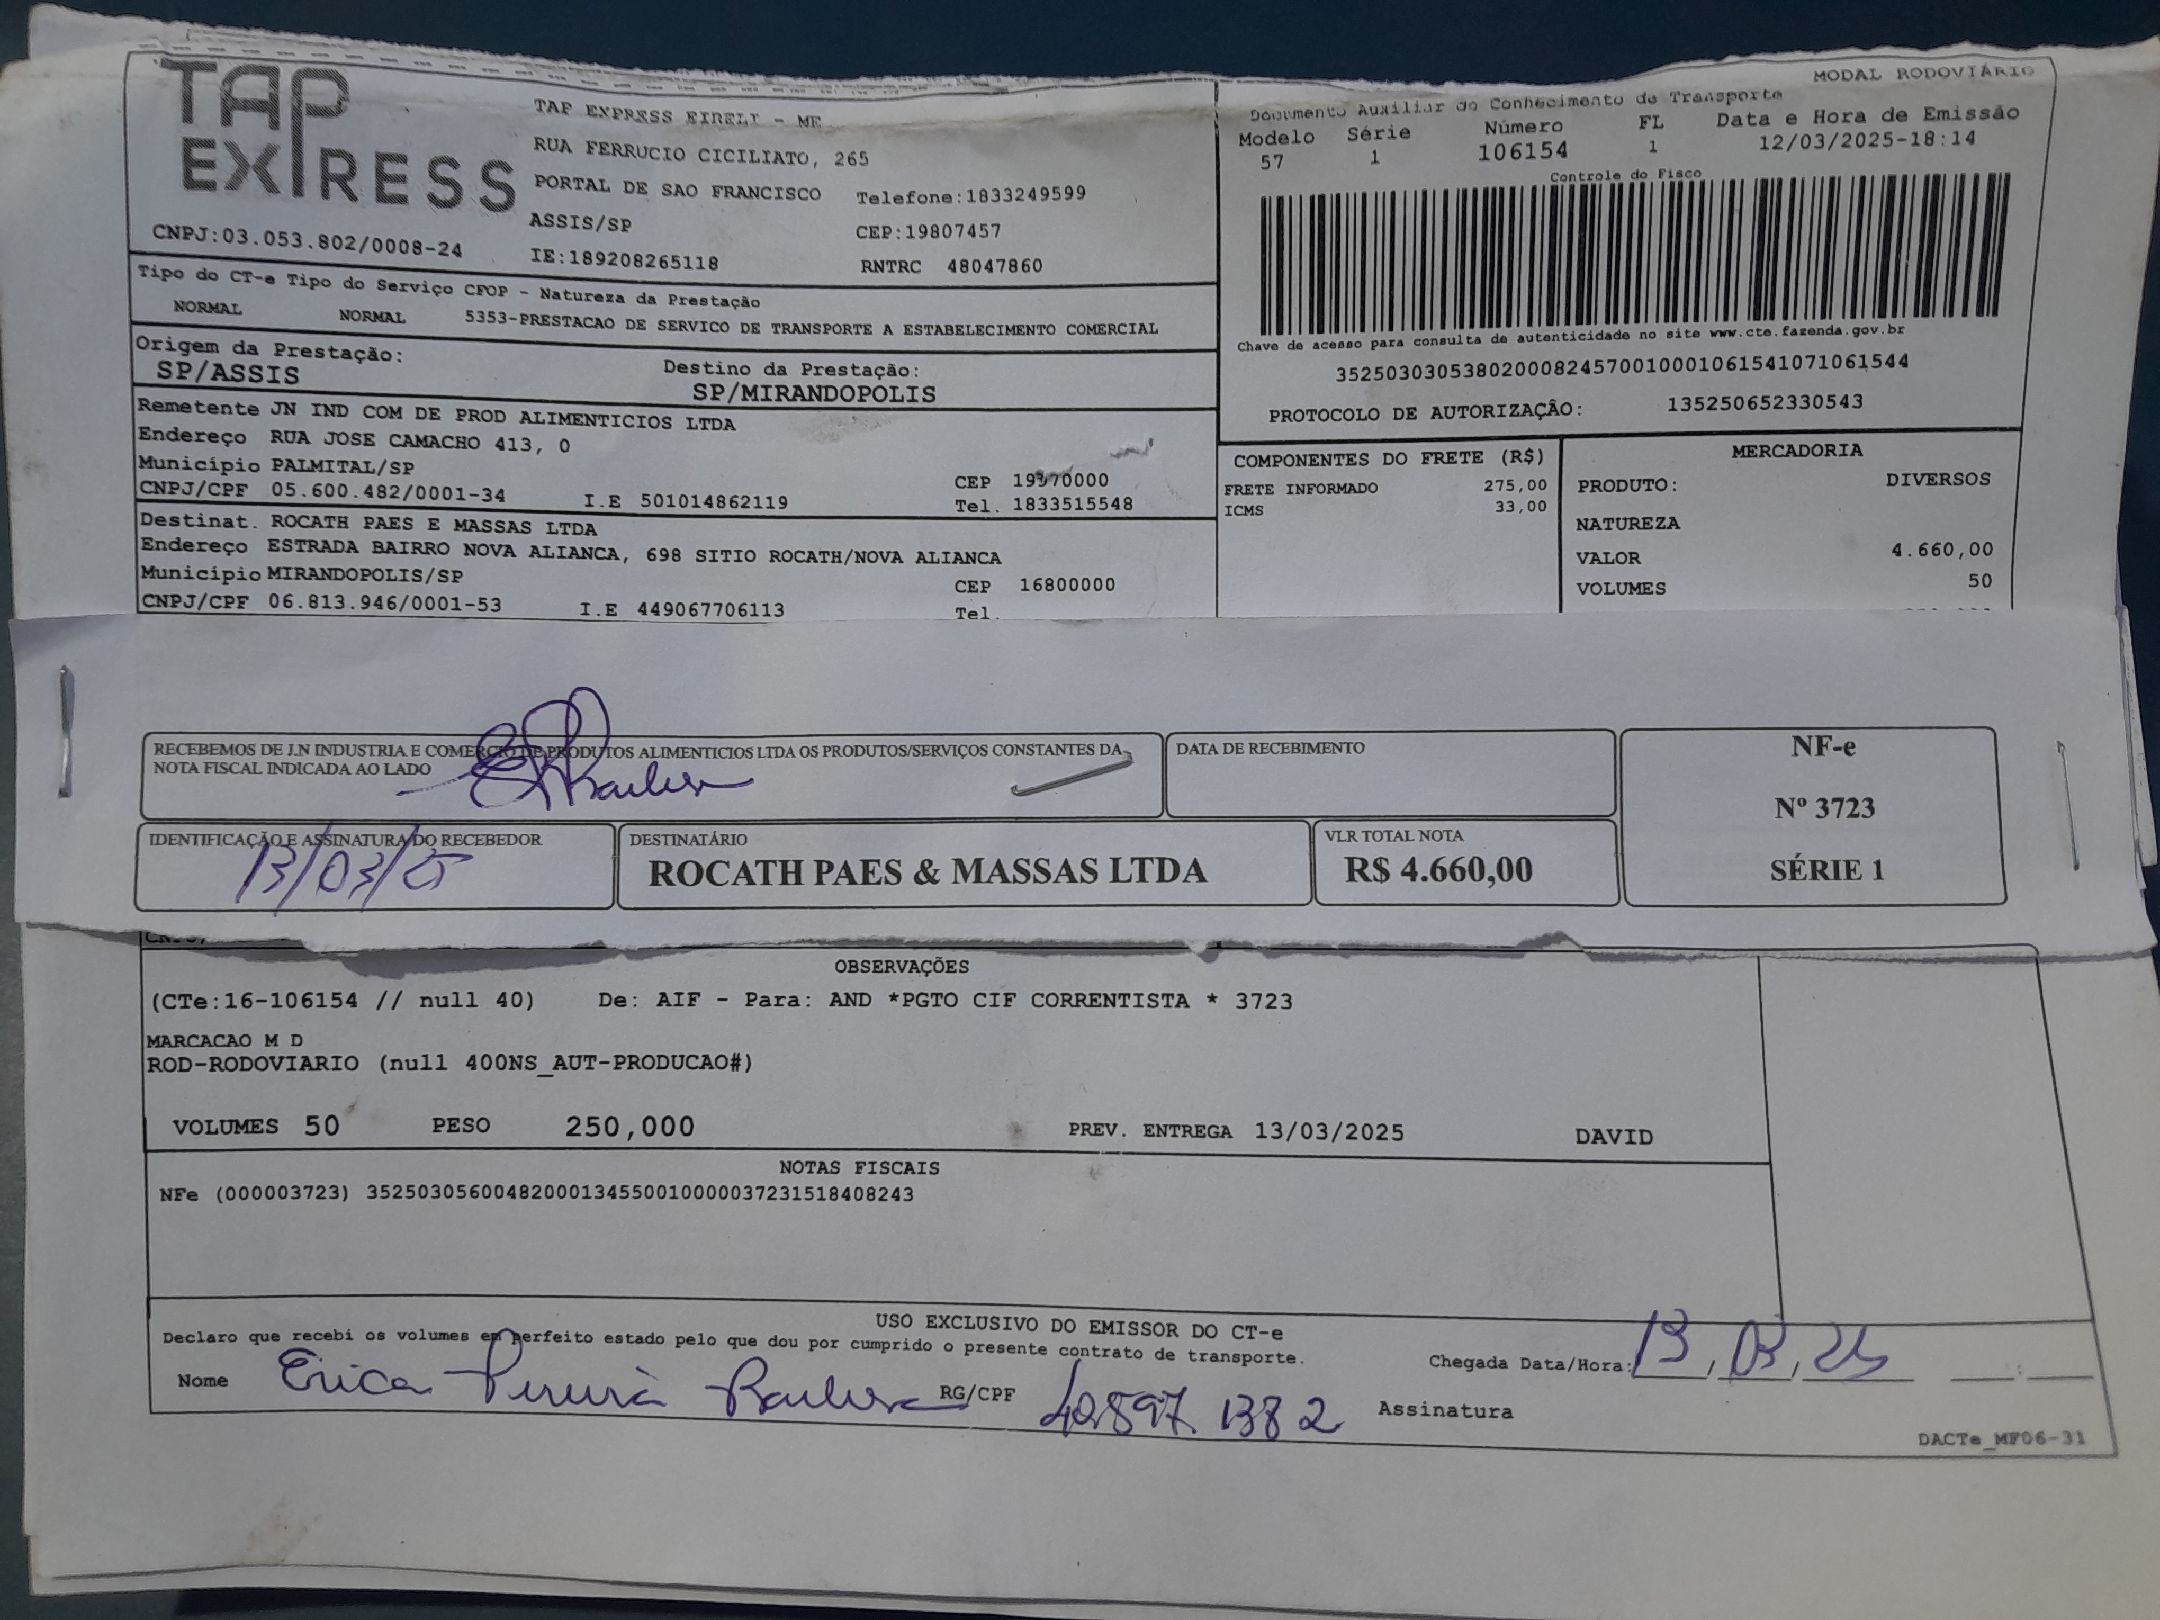 TAP EXPRESS
MODAL RODOVIÁRIO
TAP EXPRESS EIRELI - ME
RUA FERRUCIO CICILIATO, 265
PORTAL DE SAO FRANCISCO Telefone:1833249599
ASSIS/SP CEP:19807457
CNPJ:03.053.802/0008-24 IE:189208265118 RNTRC 48047860
Documento Auxiliar do Conhecimento de Transporte
Modelo Série Número FL Data e Hora de Emissão
57 1 106154 1 12/03/2025-18:14
Controle do Fisco
Chave de acesso para consulta de autenticidade no site www.cte.fazenda.gov.br
35250303053802000824570010001061541071061544
PROTOCOLO DE AUTORIZAÇÃO: 135250652330543
Tipo do CT-e Tipo do Serviço CFOP - Natureza da Prestação
NORMAL NORMAL 5353-PRESTACAO DE SERVICO DE TRANSPORTE A ESTABELECIMENTO COMERCIAL
Origem da Prestação: Destino da Prestação:
SP/ASSIS SP/MIRANDOPOLIS
Remetente JN IND COM DE PROD ALIMENTICIOS LTDA
Endereço RUA JOSE CAMACHO 413, 0
Município PALMITAL/SP CEP 19970000
CNPJ/CPF 05.600.482/0001-34 I.E 501014862119 Tel. 1833515548
Destinat. ROCATH PAES E MASSAS LTDA
Endereço ESTRADA BAIRRO NOVA ALIANCA, 698 SITIO ROCATH/NOVA ALIANCA
Município MIRANDOPOLIS/SP CEP 16800000
CNPJ/CPF 06.813.946/0001-53 I.E 449067706113 Tel.
COMPONENTES DO FRETE (R$)
FRETE INFORMADO 275,00
ICMS 33,00
MERCADORIA
PRODUTO: DIVERSOS
NATUREZA
VALOR 4.660,00
VOLUMES 50
RECEBEMOS DE J.N INDUSTRIA E COMERCIO DE PRODUTOS ALIMENTICIOS LTDA OS PRODUTOS/SERVIÇOS CONSTANTES DA
NOTA FISCAL INDICADA AO LADO
DATA DE RECEBIMENTO
NF-e
Nº 3723
SÉRIE 1
IDENTIFICAÇÃO E ASSINATURA DO RECEBEDOR
13/03/25
DESTINATÁRIO
ROCATH PAES & MASSAS LTDA
VLR TOTAL NOTA
R$ 4.660,00
OBSERVAÇÕES
(CTe:16-106154 // null 40) De: AIF - Para: AND *PGTO CIF CORRENTISTA * 3723
MARCACAO M D
ROD-RODOVIARIO (null 400NS_AUT-PRODUCAO#)
VOLUMES 50 PESO 250,000 PREV. ENTREGA 13/03/2025 DAVID
NOTAS FISCAIS
NFe (000003723) 35250305600482000134550010000037231518408243
USO EXCLUSIVO DO EMISSOR DO CT-e
Declaro que recebi os volumes em perfeito estado pelo que dou por cumprido o presente contrato de transporte.
Chegada Data/Hora: 13, 03, 25
Nome Erica Pereira RG/CPF Assinatura
DACTe_MF06-31